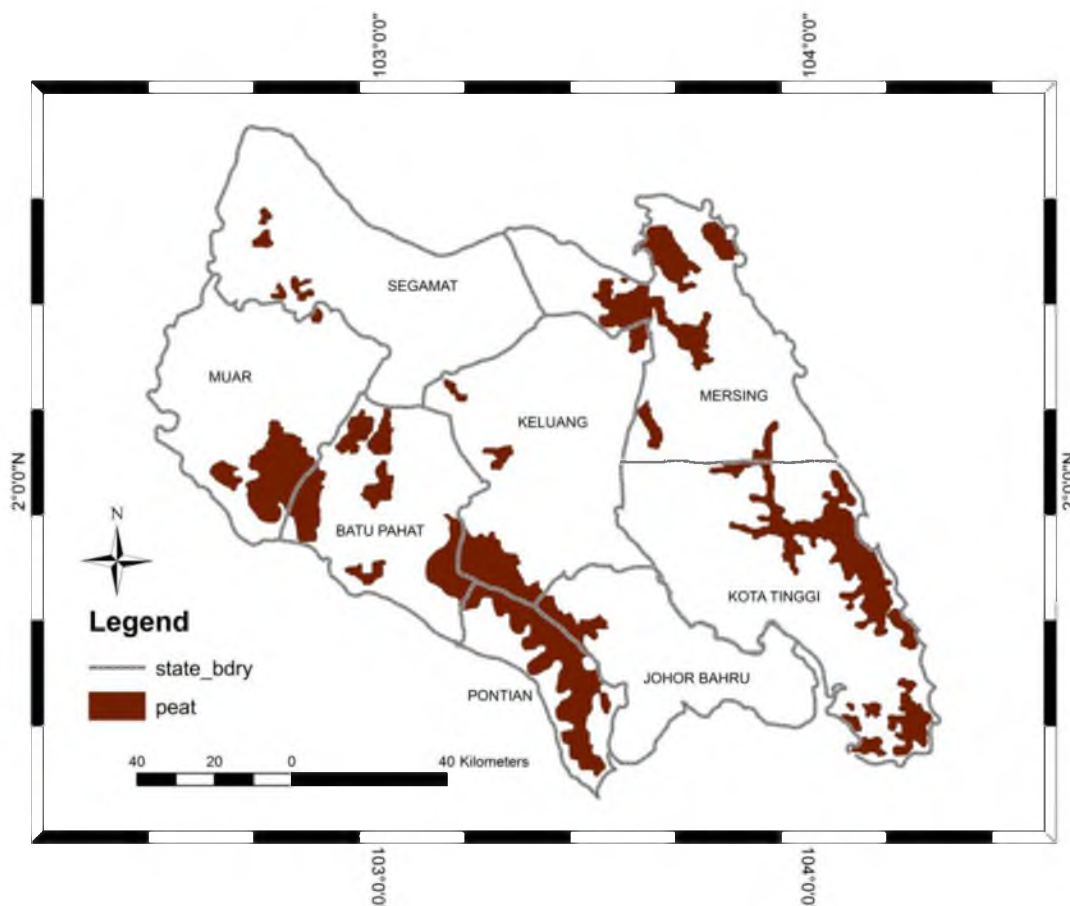 103°0'0"
104°0'0"
SEGAMAT
MUAR
MERSING
KELUANG
2°0'0"N
2°0'0"N
N
BATU PAHAT
KOTA TINGGI
Legend
state_bdry
JOHOR BAHRU
PONTIAN
peat
40 20 0 40 Kilometers
103°0'0"
104°0'0"